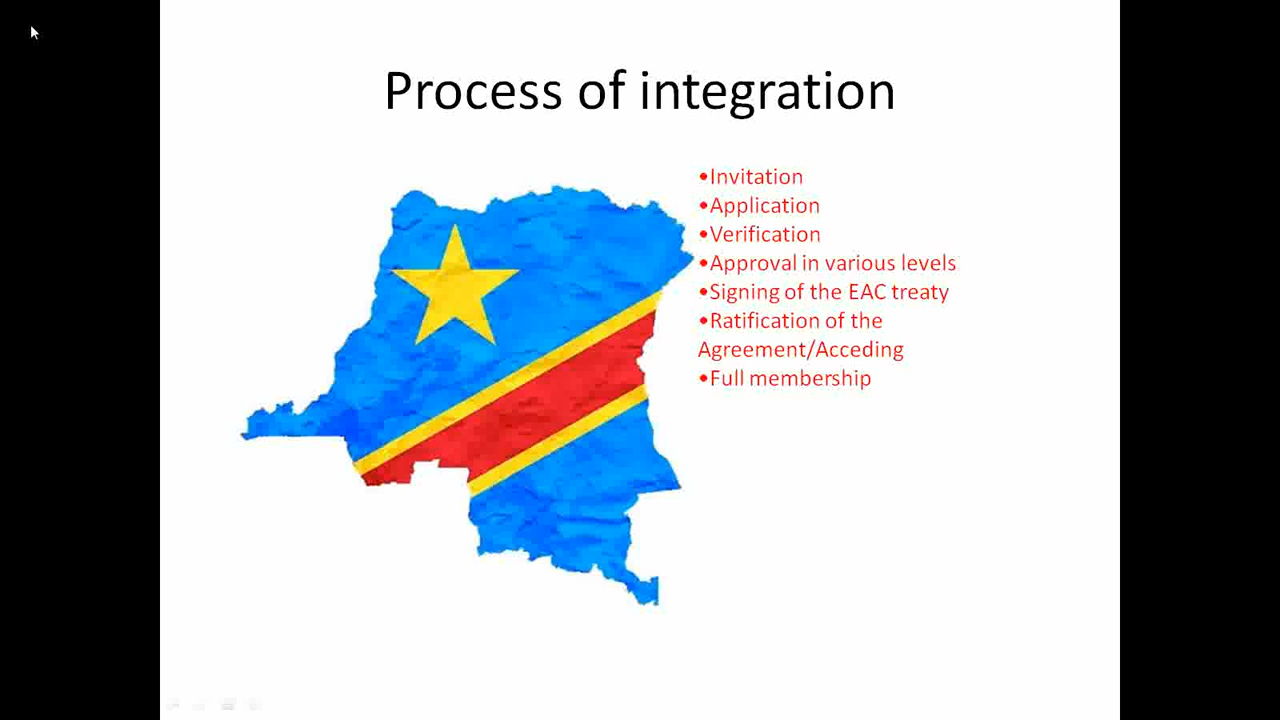 Process of integration
•Invitation
•Application
•Verification
•Approval in various levels
•Signing of the EAC treaty
•Ratification of the
Agreement/Acceding
•Full membership